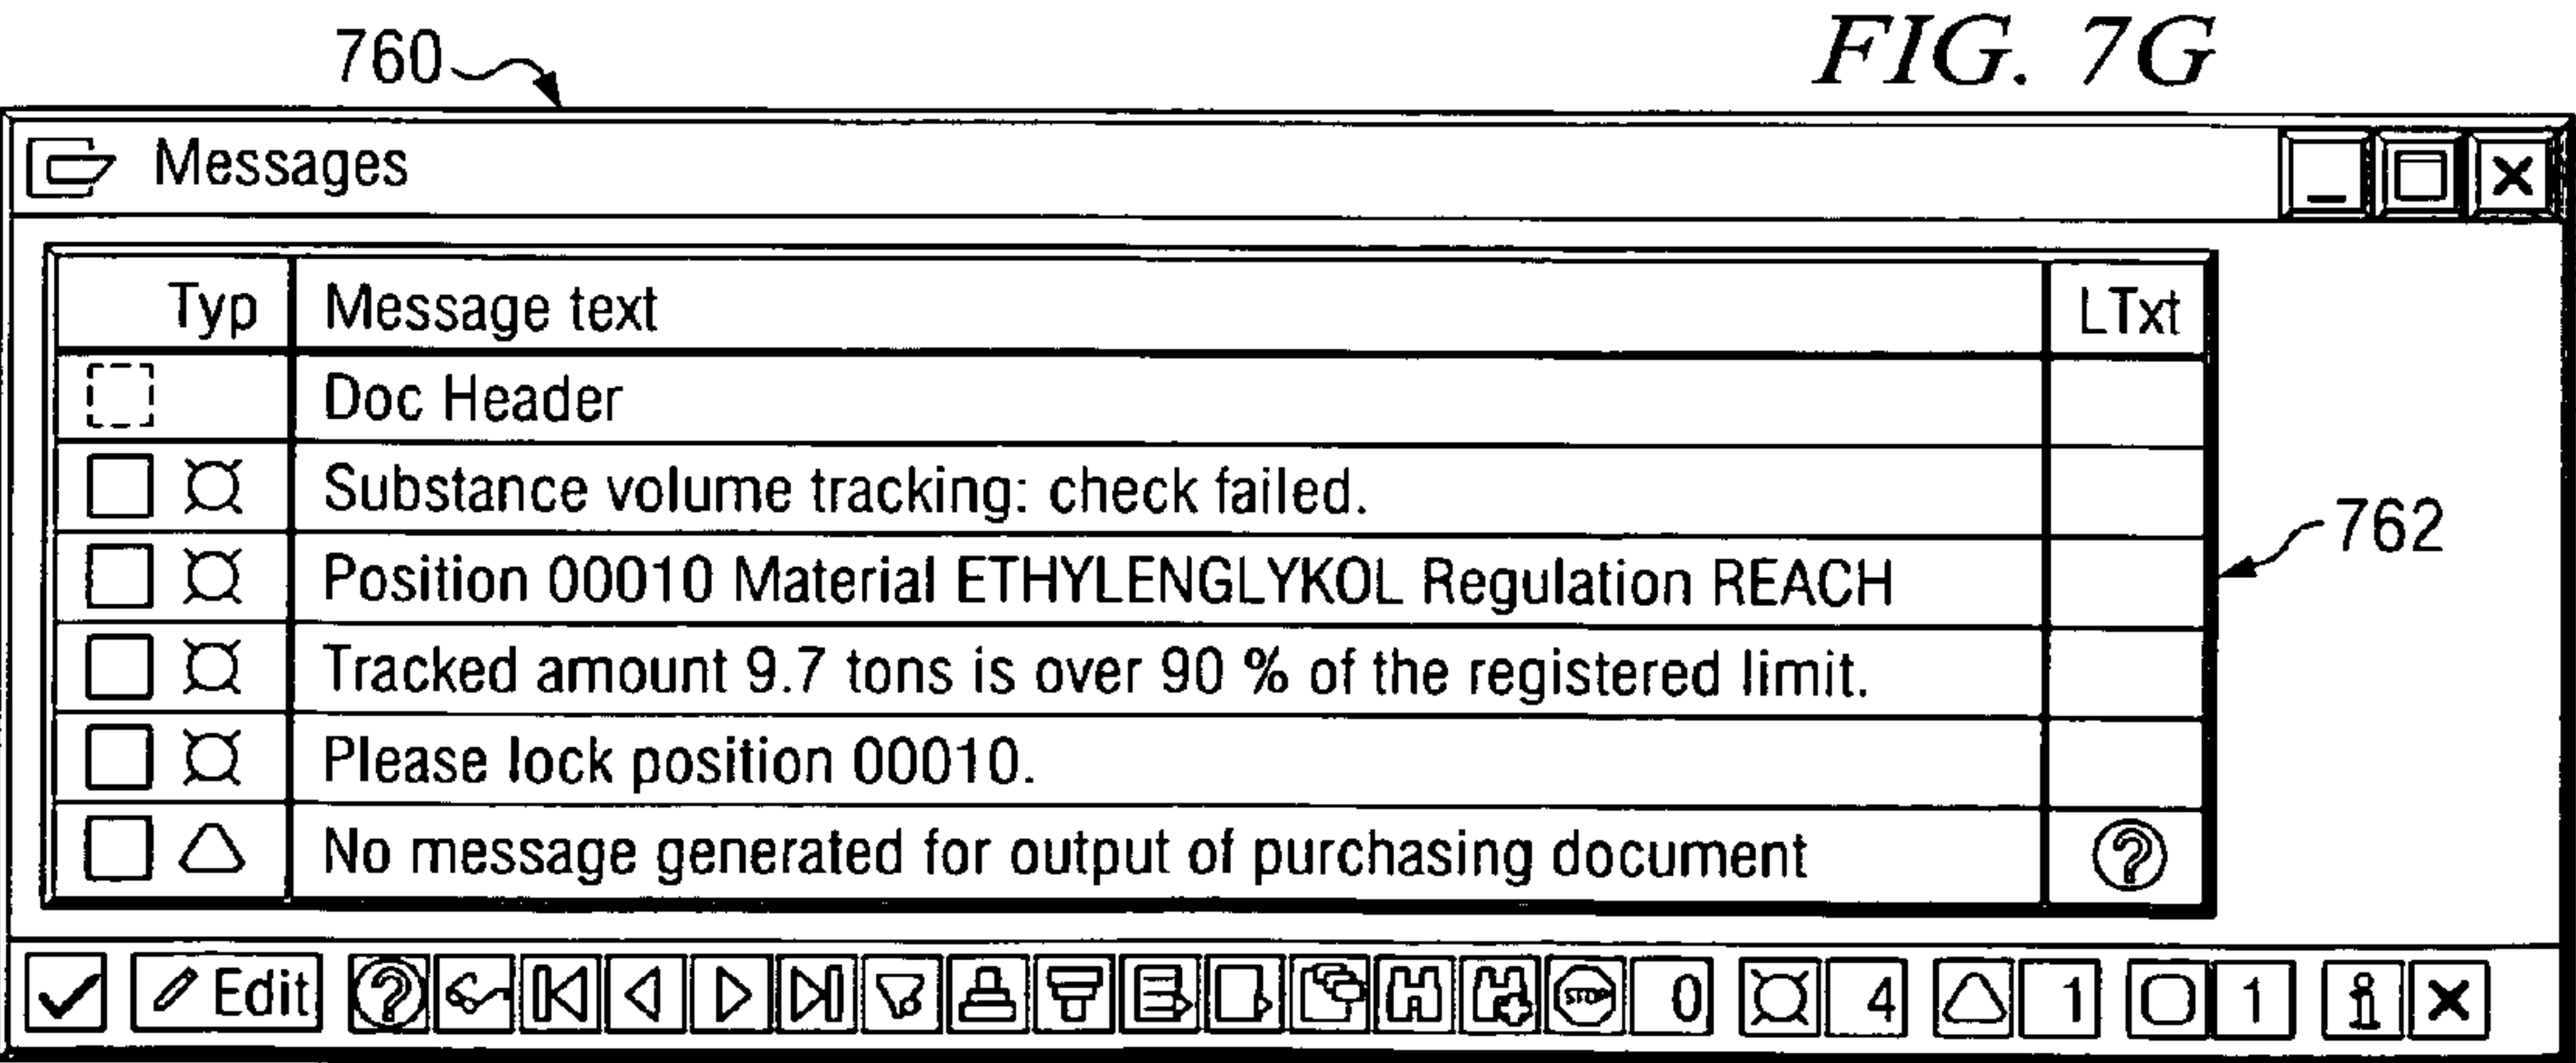 760
FIG. 7G
Messages
Typ Message text LTxt
Doc Header
Substance volume tracking: check failed.
762
Position 00010 Material ETHYLENGLYKOL Regulation REACH
Tracked amount 9.7 tons is over 90 % of the registered limit.
Please lock position 00010.
No message generated for output of purchasing document ?
Edit ? STOP 0 4 1 1 i